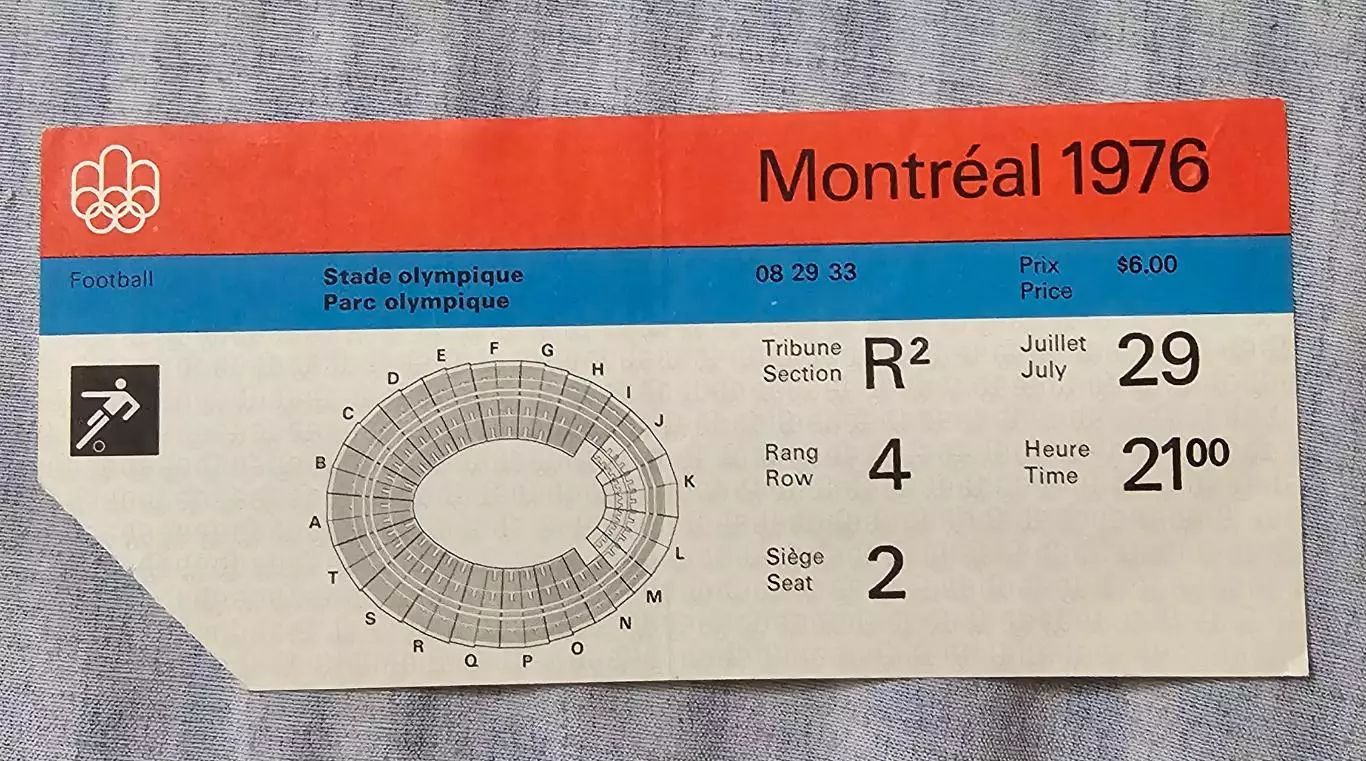 Montréal 1976
Football
Stade olympique
Parc olympique
08 29 33
Prix
Price
$6.00
Tribune
Section
R²
Juillet
July
29
Rang
Row
4
Heure
Time
21⁰⁰
Siège
Seat
2
A
B
C
D
E
F
G
H
I
J
K
L
M
N
O
P
Q
R
S
T